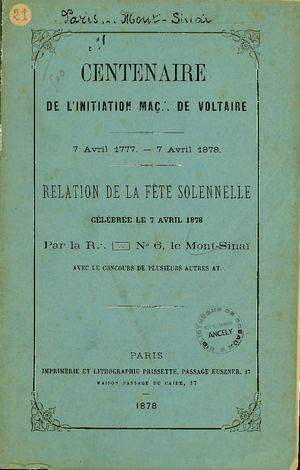 21
Paris... Mont-Sinaï
CENTENAIRE
DE L'INITIATION MAÇ∴ DE VOLTAIRE
7 Avril 1777. — 7 Avril 1878.
RELATION DE LA FÊTE SOLENNELLE
CÉLÉBRÉE LE 7 AVRIL 1878
Par la R∴ N° 6, le Mont-Sinaï
AVEC LE CONCOURS DE PLUSIEURS AUTRES AT∴
ANCELY
PARIS
IMPRIMERIE ET LITHOGRAPHIE PRISSETTE, PASSAGE KUSZNER, 17
MAISON PASSAGE DU CAIRE, 17
1878